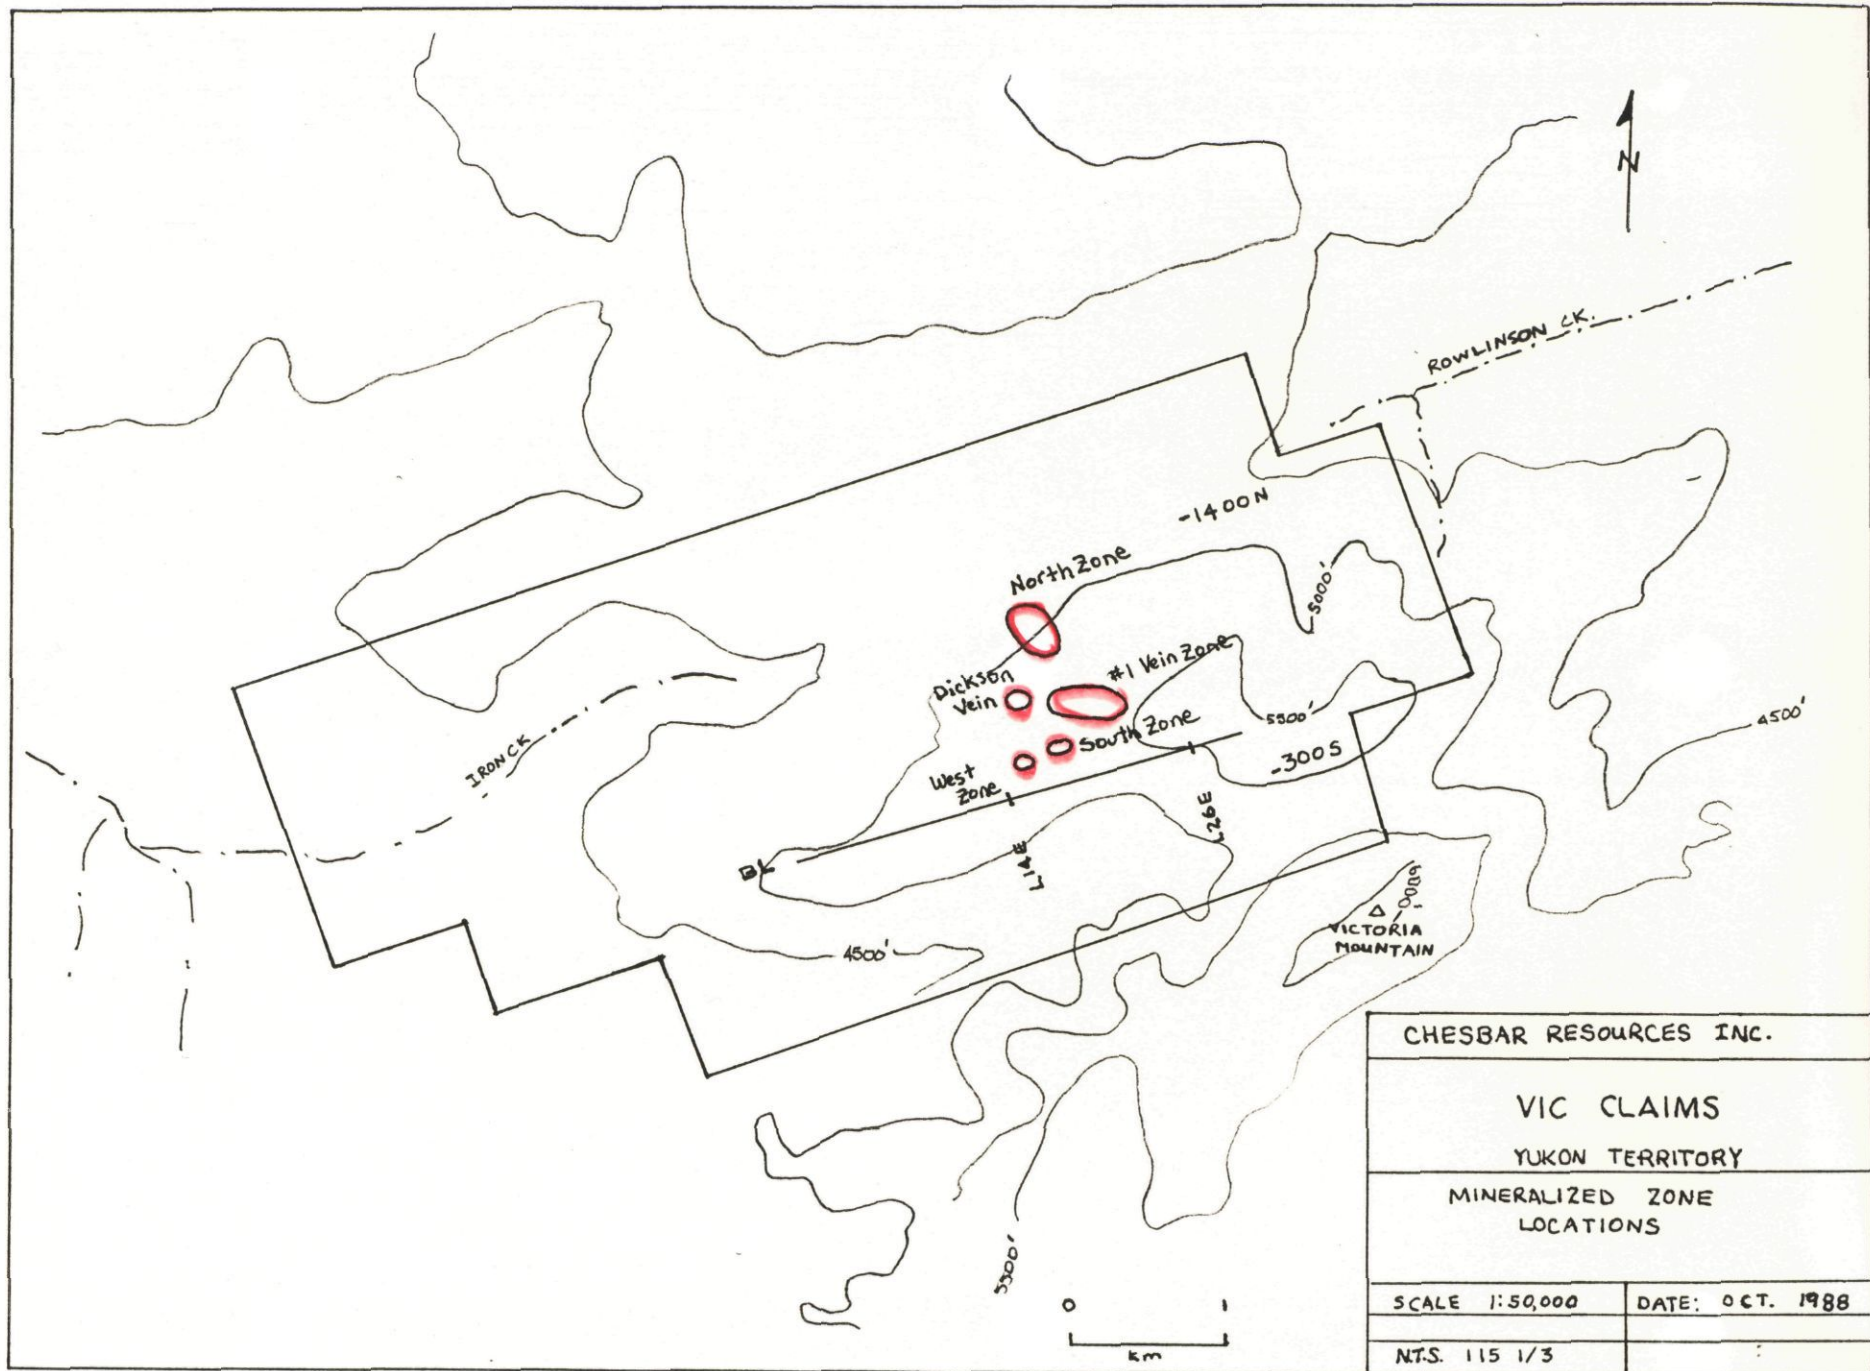 N
ROWLINSON CK.
-1400N
North Zone
5000'
#1 Vein Zone
Dickson
Vein
5500'
4500'
South Zone
-300S
IRON CK
West
Zone
L26E
BL
L14E
6000'
VICTORIA
MOUNTAIN
4500'
5500'
0 1
km
CHESBAR RESOURCES INC.
VIC CLAIMS
YUKON TERRITORY
MINERALIZED ZONE
LOCATIONS
SCALE 1:50,000
DATE: OCT. 1988
N.T.S. 115 1/3